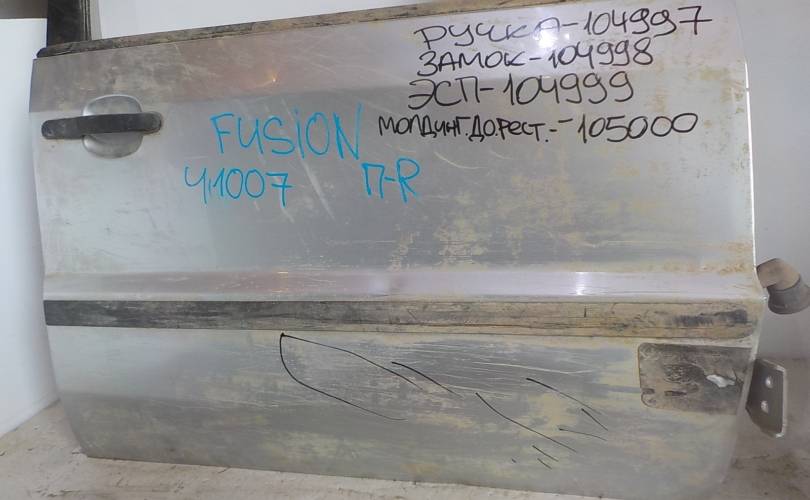 РУЧКА-104997
ЗАМОК-104998
ЭСП-104999
МОЛДИНГ.ДО.РЕСТ.-105000
FUSION
41007 П-R